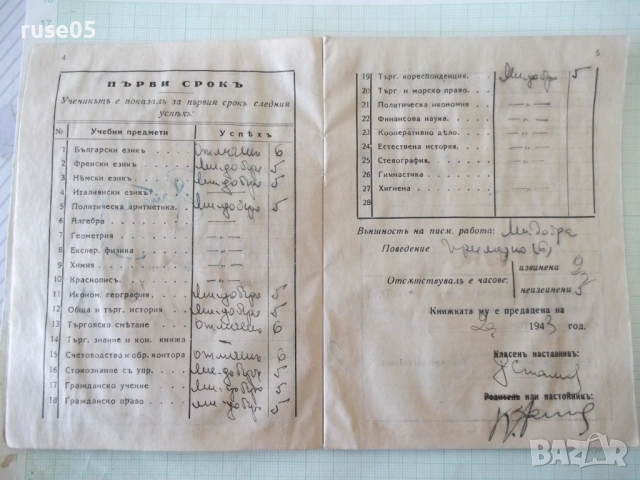 ruse05
4
ПЪРВИ СРОКЪ
Ученикътъ е показалъ за първия срокъ следния
успѣхъ:
№ Учебни предмети Успѣхъ
1 Български езикъ отличенъ 6
2 Френски езикъ Мн. добъръ 5
3 Нѣмски езикъ Мн. добъръ 5
4 Италиянски езикъ — „ —
5 Политическа аритметика Мн. добъръ 5
6 Алгебра — „ —
7 Геометрия — „ —
8 Експер. физика — „ —
9 Химия — „ —
10 Краснописъ — „ —
11 Иконом. география Мн. добъръ 5
12 Обща и търг. история Мн. добъръ 5
13 Търговско смѣтане отличенъ 6
14 Търг. знание и кон. книжа — „ —
15 Счетоводство и обр. контора отличенъ 6
16 Стокознание съ упр. Мн. добъръ 5
17 Гражданско учение Мн. добъръ 5
18 Гражданско право Мн. добъръ 5
5
19 Търг. кореспонденция. Мн. добъръ 5
20 Търг. и морско право. — „ —
21 Политическа икономия — „ —
22 Финансова наука. — „ —
23 Кооперативно дѣло. — „ —
24 Естествена история. — „ —
25 Стенография. — „ —
26 Гимнастика — „ —
27 Хигиена — „ —
28
Външность на писм. работа: Мн. добра
Поведение Примѣрно (6)
Отсѫтствувалъ е часове: извинени
неизвинени
Книжката му е предадена на
1943 год.
Класенъ наставникъ:
Родитель или настойникъ:
BAZAR
bg